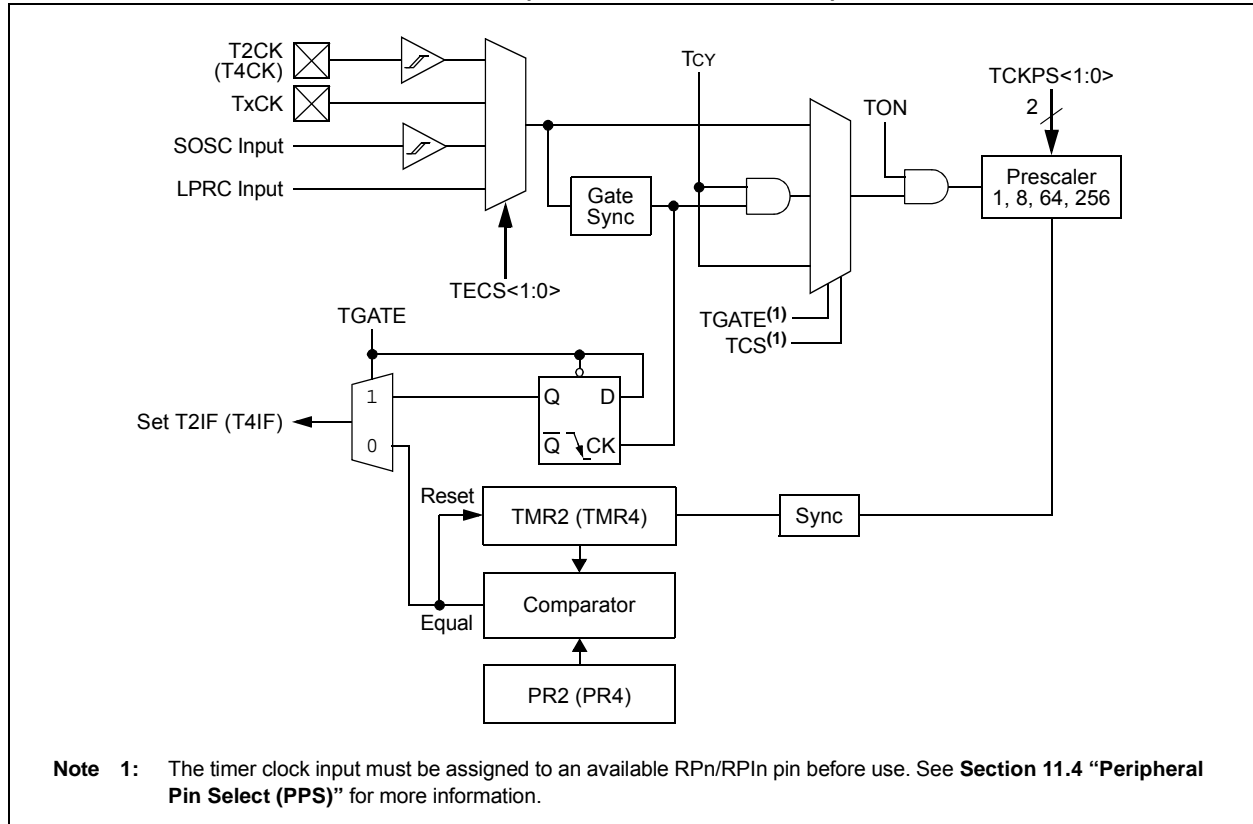 T2CK
(T4CK)
TxCK
SOSC Input
LPRC Input
TECS<1:0>
Gate
Sync
TCY
TGATE(1)
TCS(1)
TON
TCKPS<1:0>
2
Prescaler
1, 8, 64, 256
TGATE
1
0
Set T2IF (T4IF)
Q
D
Q
CK
Reset
TMR2 (TMR4)
Sync
Equal
Comparator
PR2 (PR4)
Note 1: The timer clock input must be assigned to an available RPn/RPIn pin before use. See Section 11.4 “Peripheral
Pin Select (PPS)” for more information.